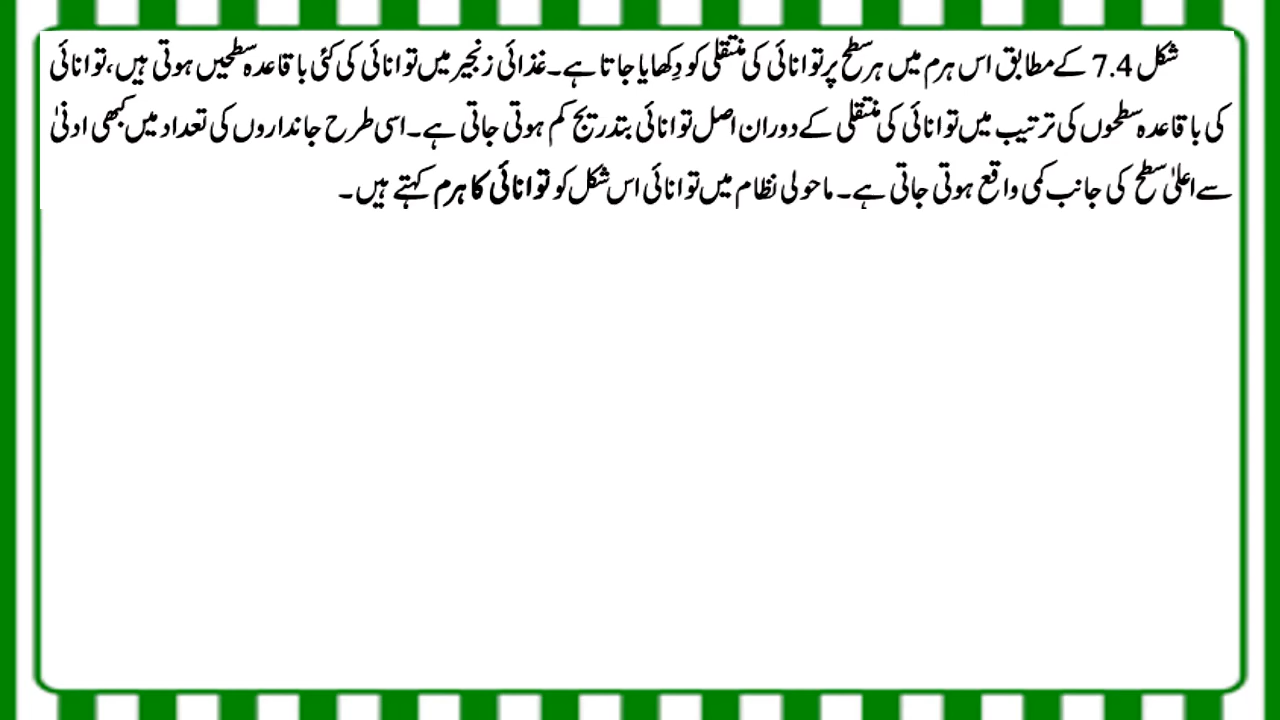 شکل 7.4 کے مطابق اس ہرم میں ہر سطح پر توانائی کی منتقلی کو دِکھایا جاتا ہے۔ غذائی زنجیر میں توانائی کی کئی باقاعدہ سطحیں ہوتی ہیں، توانائی
کی باقاعدہ سطحوں کی ترتیب میں توانائی کی منتقلی کے دوران اصل توانائی بتدریج کم ہوتی جاتی ہے۔ اسی طرح جانداروں کی تعداد میں کبھی ادنیٰ
سے اعلیٰ سطح کی جانب کمی واقع ہوتی جاتی ہے۔ ماحولی نظام میں توانائی اس شکل کو توانائی کا ہرم کہتے ہیں۔